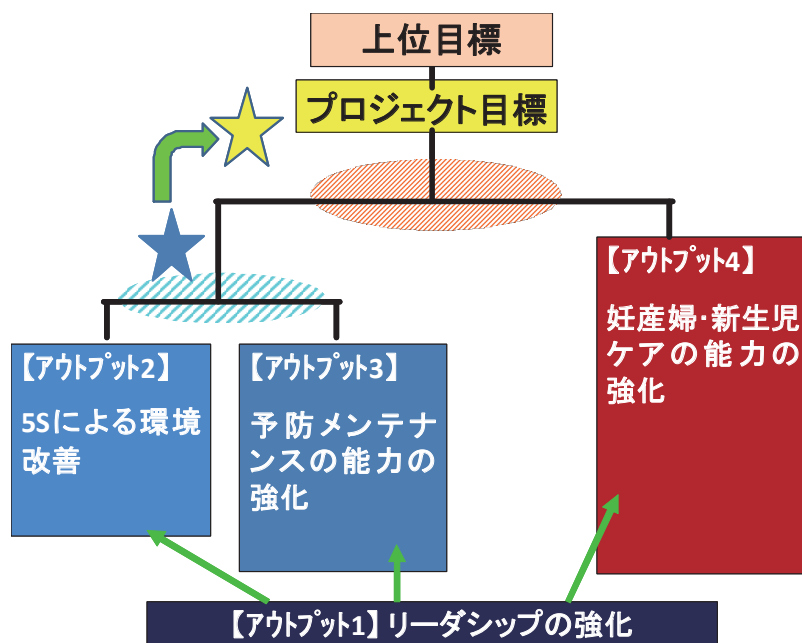 上位目標
プロジェクト目標
【アウトプット2】
5Sによる環境
改善
【アウトプット3】
予防メンテナ
ンスの能力の
強化
【アウトプット4】
妊産婦･新生児
ケアの能力の
強化
【アウトプット1】リーダシップの強化